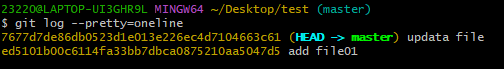 23220@LAPTOP-UI3GHR9L MINGW64 ~/Desktop/test (master)
$ git log --pretty=oneline
7677d7de86db0523d1e013e226ec4d7104663c61 (HEAD -> master) updata file
ed5101b00c6114fa33bb7dbca0875210aa5047d5 add file01